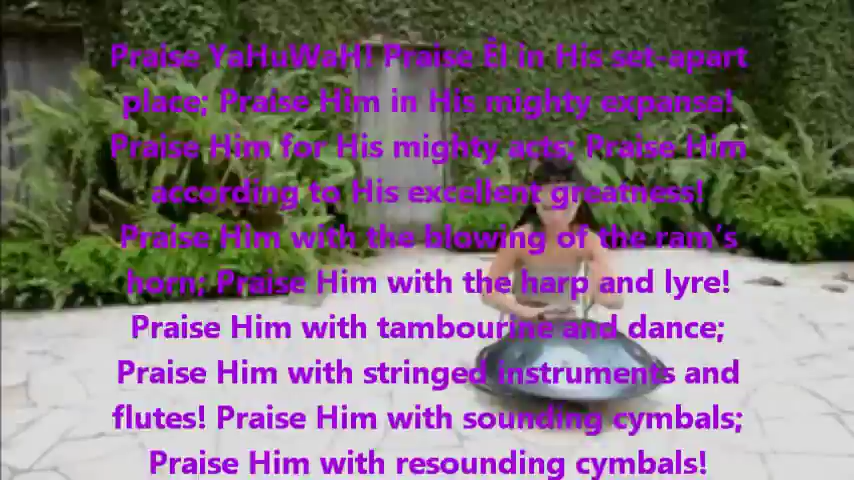 Praise YaHuWaH! Praise Ěl in His set-apart
place; Praise Him in His mighty expanse!
Praise Him for His mighty acts; Praise Him
according to His excellent greatness!
Praise Him with the blowing of the ram’s
horn; Praise Him with the harp and lyre!
Praise Him with tambourine and dance;
Praise Him with stringed instruments and
flutes! Praise Him with sounding cymbals;
Praise Him with resounding cymbals!